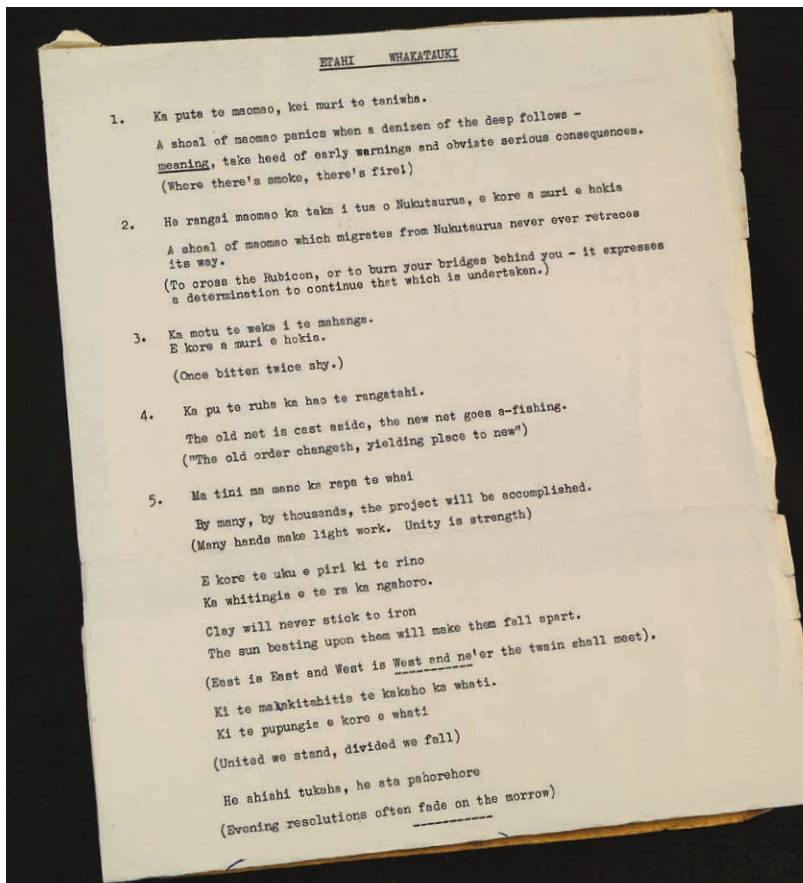 ETAHI WHAKATAUKI
1. Ka puta te maomao, kei muri te taniwha.
A shoal of maomao panics when a denizen of the deep follows -
meaning, take heed of early warnings and obviate serious consequences.
(Where there's smoke, there's fire!)
2. He rangai maomao ka taka i tua o Nukutaurua, e kore a muri e hokia
A shoal of maomao which migrates from Nukutaurua never ever retraces
its way.
(To cross the Rubicon, or to burn your bridges behind you - it expresses
a determination to continue that which is undertaken.)
3. Ka motu te weka i te mahanga.
E kore a muri e hokia.
(Once bitten twice shy.)
4. Ka pu te ruha ka hao te rangatahi.
The old net is cast aside, the new net goes a-fishing.
("The old order changeth, yielding place to new")
5. Ma tini ma mano ka rapa te whai
By many, by thousands, the project will be accomplished.
(Many hands make light work. Unity is strength)
E kore te uku e piri ki te rino
Ka whitingia e te ra ka ngahoro.
Clay will never stick to iron
The sun beating upon them will make them fall apart.
(East is East and West is West and ne'er the twain shall meet).
Ki te kakaho ka whati.
Ki te pupungia e kore e whati
(United we stand, divided we fall)
He ahiahi tukaha, he ata pahorehore
(Evening resolutions often fade on the morrow)